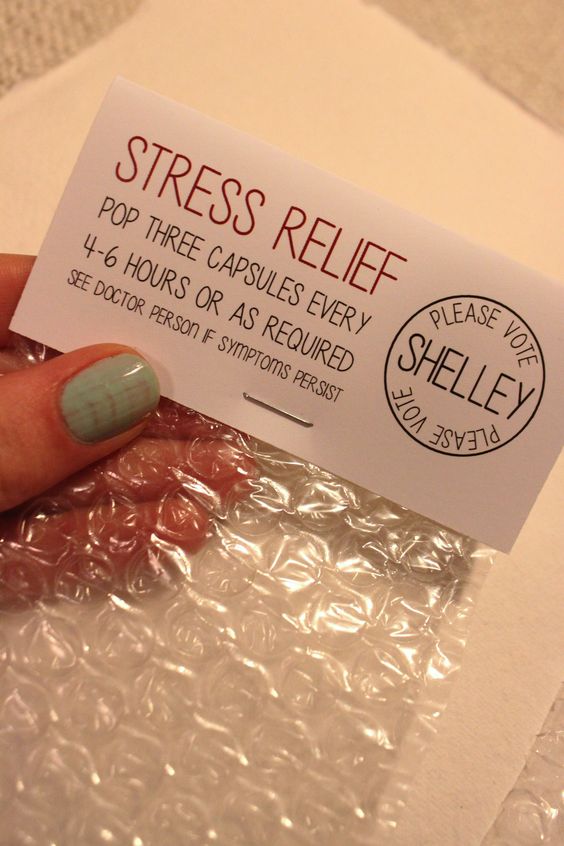 STRESS RELIEF
POP THREE CAPSULES EVERY
4-6 HOURS OR AS REQUIRED
SEE DOCTOR PERSON IF SYMPTOMS PERSIST
PLEASE VOTE
SHELLEY
PLEASE VOTE